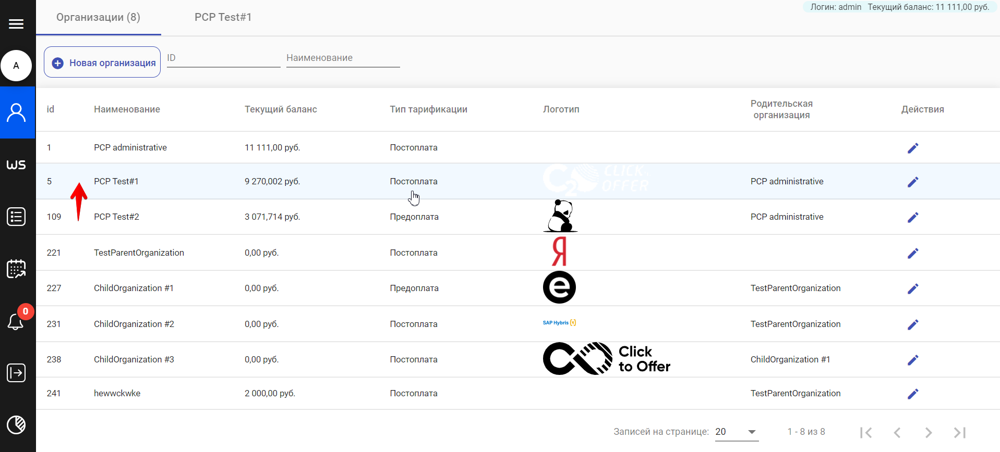 Логин: admin Текущий баланс: 11 111,00 руб.
Организации (8) PCP Test#1
A
Новая организация ID Наименование
id Наименование Текущий баланс Тип тарификации Логотип Родительская организация Действия
1 PCP administrative 11 111,00 руб. Постоплата
5 PCP Test#1 9 270,002 руб. Постоплата C2O CLICK OFFER PCP administrative
109 PCP Test#2 3 071,714 руб. Предоплата PCP administrative
221 TestParentOrganization 0,00 руб. Постоплата Я
227 ChildOrganization #1 0,00 руб. Предоплата e TestParentOrganization
231 ChildOrganization #2 0,00 руб. Постоплата SAP Hybris (Y) TestParentOrganization
238 ChildOrganization #3 0,00 руб. Постоплата Click to Offer ChildOrganization #1
241 hewwckwke 2 000,00 руб. Постоплата TestParentOrganization
WS
0
Записей на странице: 20 1 - 8 из 8